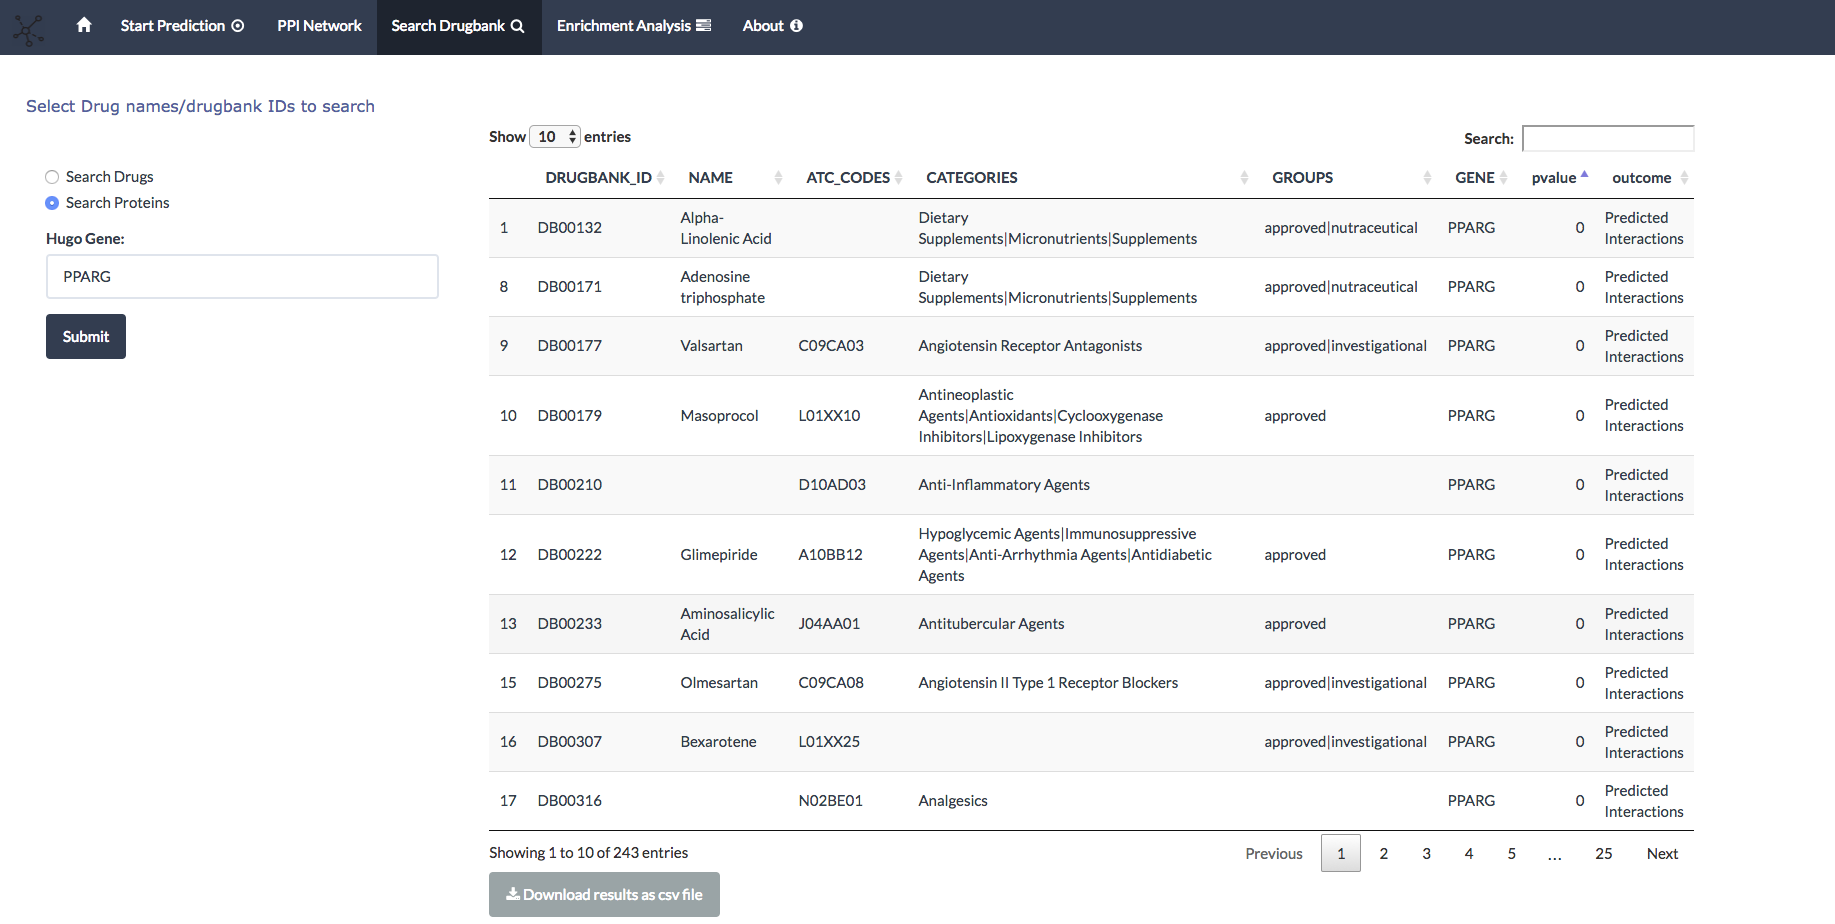 Start Prediction PPI Network Search Drugbank Enrichment Analysis About
Select Drug names/drugbank IDs to search
Search Drugs
Search Proteins
Hugo Gene:
PPARG
Submit
Show 10 entries Search:
DRUGBANK_ID NAME ATC_CODES CATEGORIES GROUPS GENE pvalue outcome
1 DB00132 Alpha-Linolenic Acid Dietary Supplements|Micronutrients|Supplements approved|nutraceutical PPARG 0 Predicted Interactions
8 DB00171 Adenosine triphosphate Dietary Supplements|Micronutrients|Supplements approved|nutraceutical PPARG 0 Predicted Interactions
9 DB00177 Valsartan C09CA03 Angiotensin Receptor Antagonists approved|investigational PPARG 0 Predicted Interactions
10 DB00179 Masoprocol L01XX10 Antineoplastic Agents|Antioxidants|Cyclooxygenase Inhibitors|Lipoxygenase Inhibitors approved PPARG 0 Predicted Interactions
11 DB00210 D10AD03 Anti-Inflammatory Agents PPARG 0 Predicted Interactions
12 DB00222 Glimepiride A10BB12 Hypoglycemic Agents|Immunosuppressive Agents|Anti-Arrhythmia Agents|Antidiabetic Agents approved PPARG 0 Predicted Interactions
13 DB00233 Aminosalicylic Acid J04AA01 Antitubercular Agents approved PPARG 0 Predicted Interactions
15 DB00275 Olmesartan C09CA08 Angiotensin II Type 1 Receptor Blockers approved|investigational PPARG 0 Predicted Interactions
16 DB00307 Bexarotene L01XX25 approved|investigational PPARG 0 Predicted Interactions
17 DB00316 N02BE01 Analgesics PPARG 0 Predicted Interactions
Showing 1 to 10 of 243 entries Previous 1 2 3 4 5 ... 25 Next
Download results as csv file